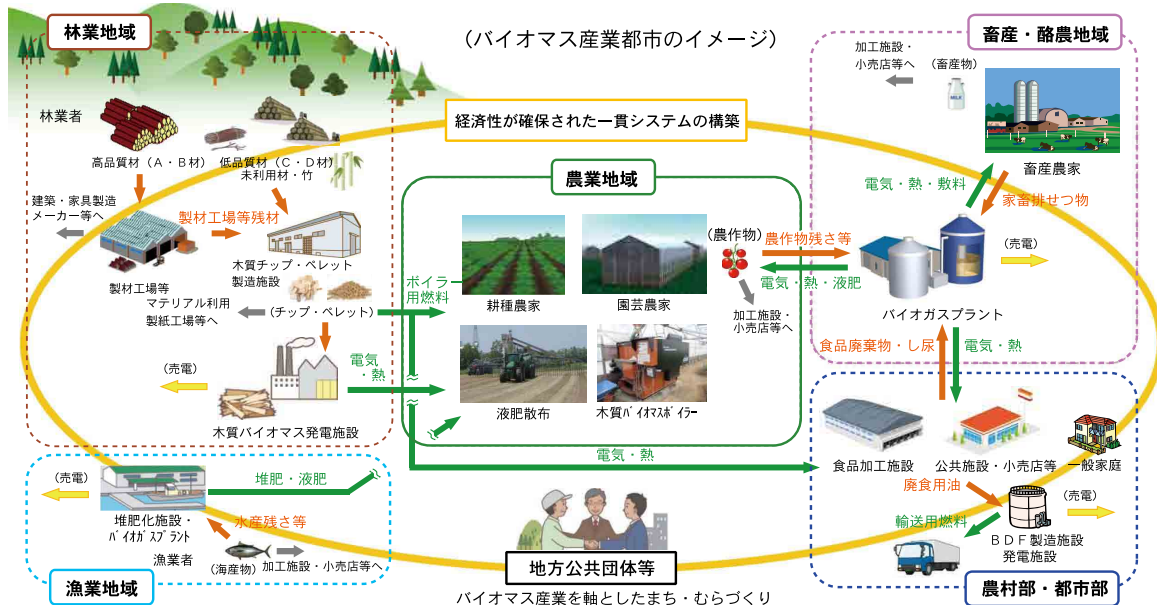 (バイオマス産業都市のイメージ)
林業地域
林業者
高品質材(A・B材)
低品質材(C・D材)
未利用材・竹
建築・家具製造
メーカー等へ
製材工場等残材
製材工場等
木質チップ・ペレット
製造施設
マテリアル利用
製紙工場等へ
(チップ・ペレット)
ボイラー
用燃料
電気
・熱
(売電)
木質バイオマス発電施設
経済性が確保された一貫システムの構築
農業地域
耕種農家
園芸農家
液肥散布
木質バイオマスボイラー
(農作物)
加工施設・
小売店等へ
農作物残さ等
電気・熱・液肥
畜産・酪農地域
加工施設・
小売店等へ
(畜産物)
MILK
畜産農家
電気・熱・敷料
家畜排せつ物
(売電)
バイオガスプラント
食品廃棄物・し尿
電気・熱
電気・熱
食品加工施設
公共施設・小売店等
一般家庭
廃食用油
(売電)
輸送用燃料
BDF製造施設
発電施設
農村部・都市部
(売電)
堆肥・液肥
堆肥化施設・
バイオガスプラント
水産残さ等
漁業者
(海産物)
加工施設・小売店等へ
漁業地域
地方公共団体等
バイオマス産業を軸としたまち・むらづくり